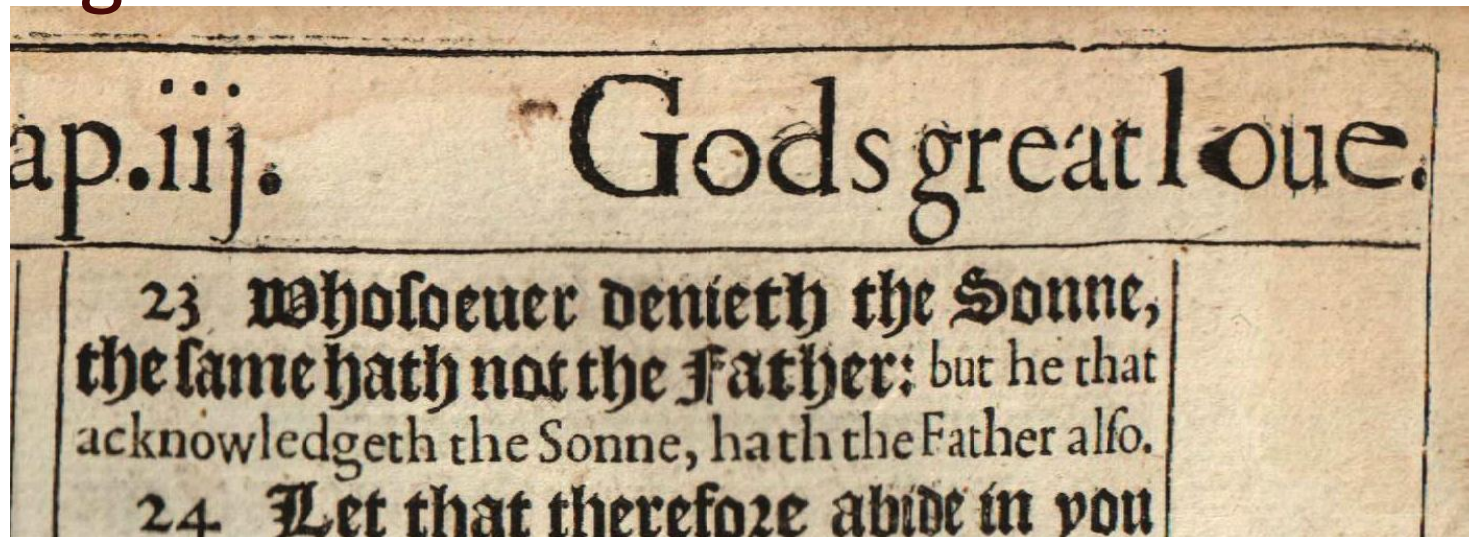 ap.iij. Gods great loue.
23 Whoſoeuer denieth the Sonne,
the ſame hath not the Father: but he that
acknowledgeth the Sonne, hath the Father alſo.
24 Let that therefore abide in you